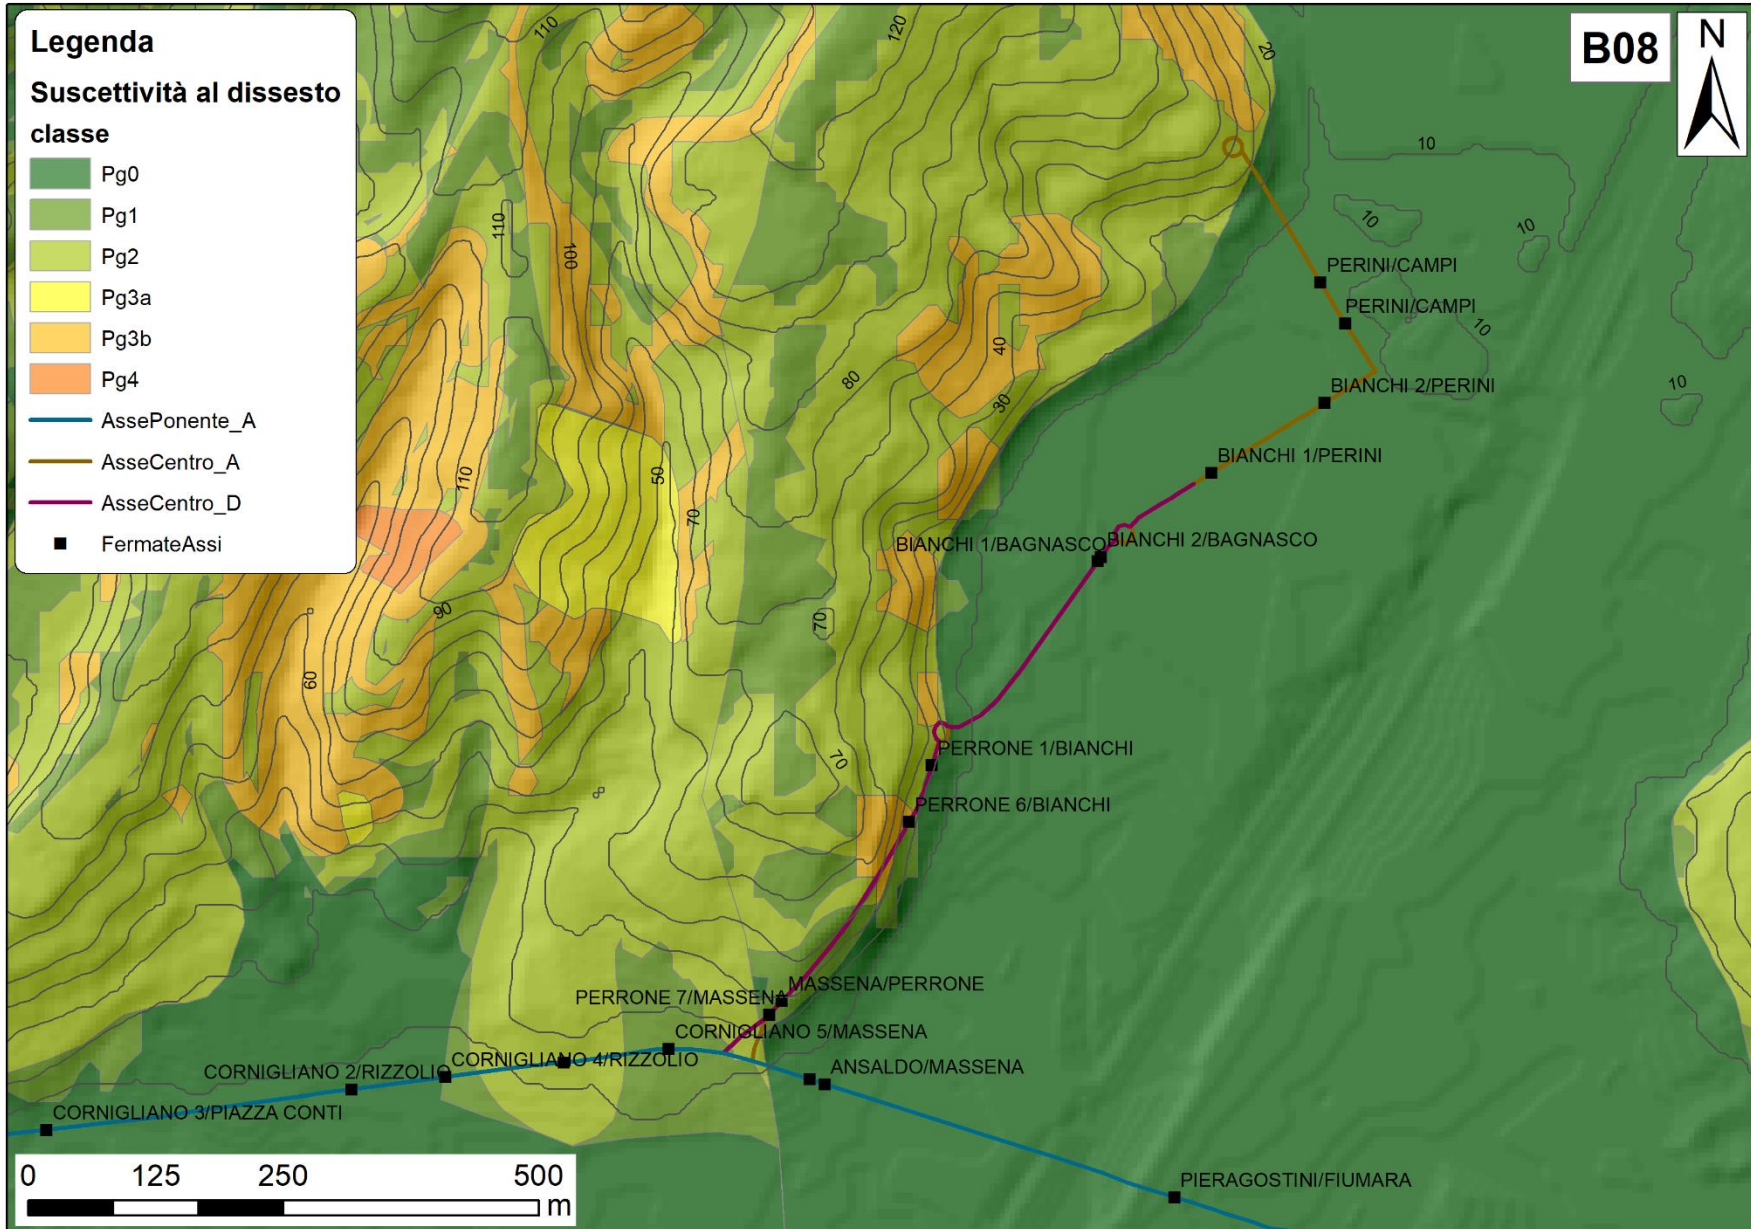 Legenda
Suscettività al dissesto
classe
Pg0
Pg1
Pg2
Pg3a
Pg3b
Pg4
AssePonente_A
AsseCentro_A
AsseCentro_D
FermateAssi
B08
N
110
120
20
10
110
100
10
10
PERINI/CAMPI
PERINI/CAMPI
10
40
80
30
BIANCHI 2/PERINI
10
BIANCHI 1/PERINI
110
50
70
BIANCHI 1/BAGNASCO
BIANCHI 2/BAGNASCO
90
70
60
70
PERRONE 1/BIANCHI
PERRONE 6/BIANCHI
MASSENA/PERRONE
PERRONE 7/MASSENA
CORNIGLIANO 5/MASSENA
CORNIGLIANO 4/RIZZOLIO
CORNIGLIANO 2/RIZZOLIO
ANSALDO/MASSENA
CORNIGLIANO 3/PIAZZA CONTI
PIERAGOSTINI/FIUMARA
0 125 250 500
m